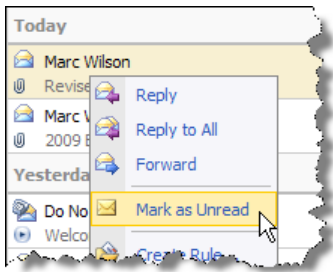 Today
Marc Wilson
Revise
Reply
Marc
2009
Reply to All
Forward
Yesterda
Do No
Mark as Unread
Welco
Create Rule